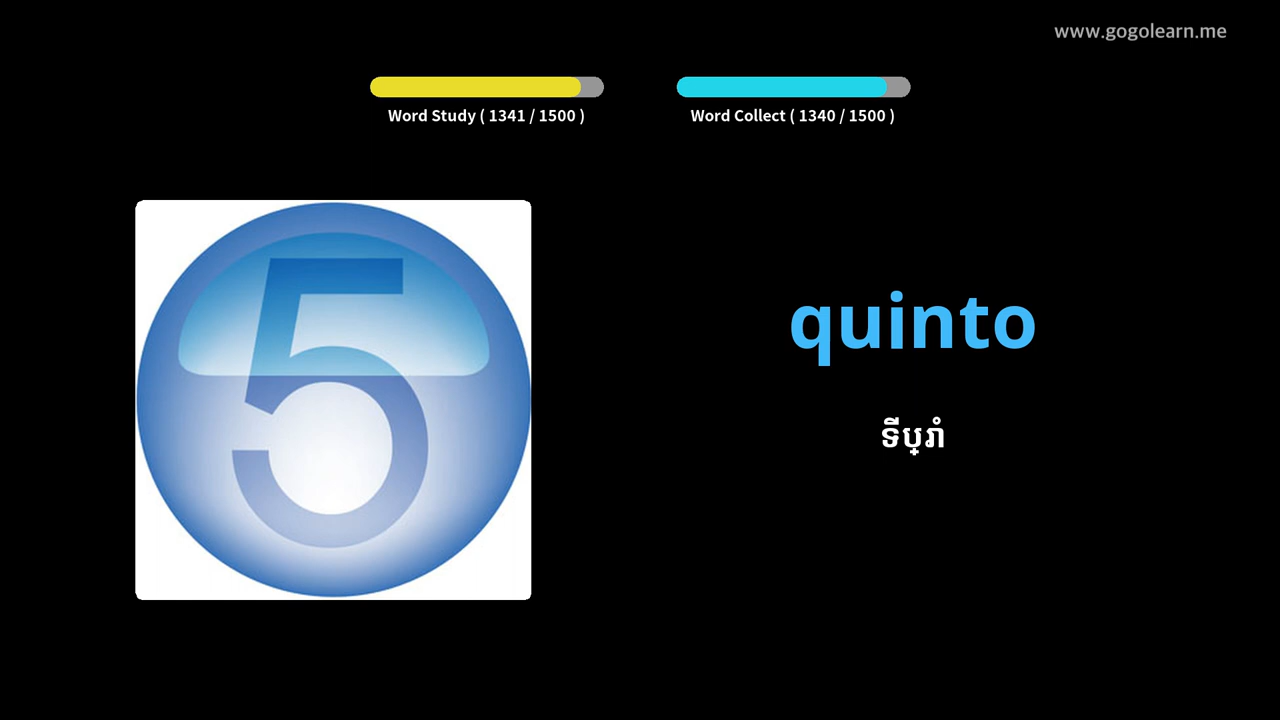 www.gogolearn.me
Word Study ( 1341 / 1500 )
Word Collect ( 1340 / 1500 )
5
quinto
ទីប្រាំ